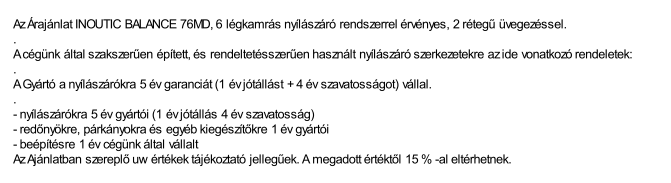 Az Árajánlat INOUTIC BALANCE 76MD, 6 légkamrás nyílászáró rendszerrel érvényes, 2 rétegű üvegezéssel.
.
A cégünk által szakszerűen épített, és rendeltetésszerűen használt nyílászáró szerkezetekre az ide vonatkozó rendeletek:
.
A Gyártó a nyílászárókra 5 év garanciát (1 év jótállást + 4 év szavatosságot) vállal.
.
- nyílászárókra 5 év gyártói (1 év jótállás 4 év szavatosság)
- redőnyökre, párkányokra és egyéb kiegészítőkre 1 év gyártói
- beépítésre 1 év cégünk által vállalt
Az Ajánlatban szereplő uw értékek tájékoztató jellegűek. A megadott értéktől 15 % -al eltérhetnek.